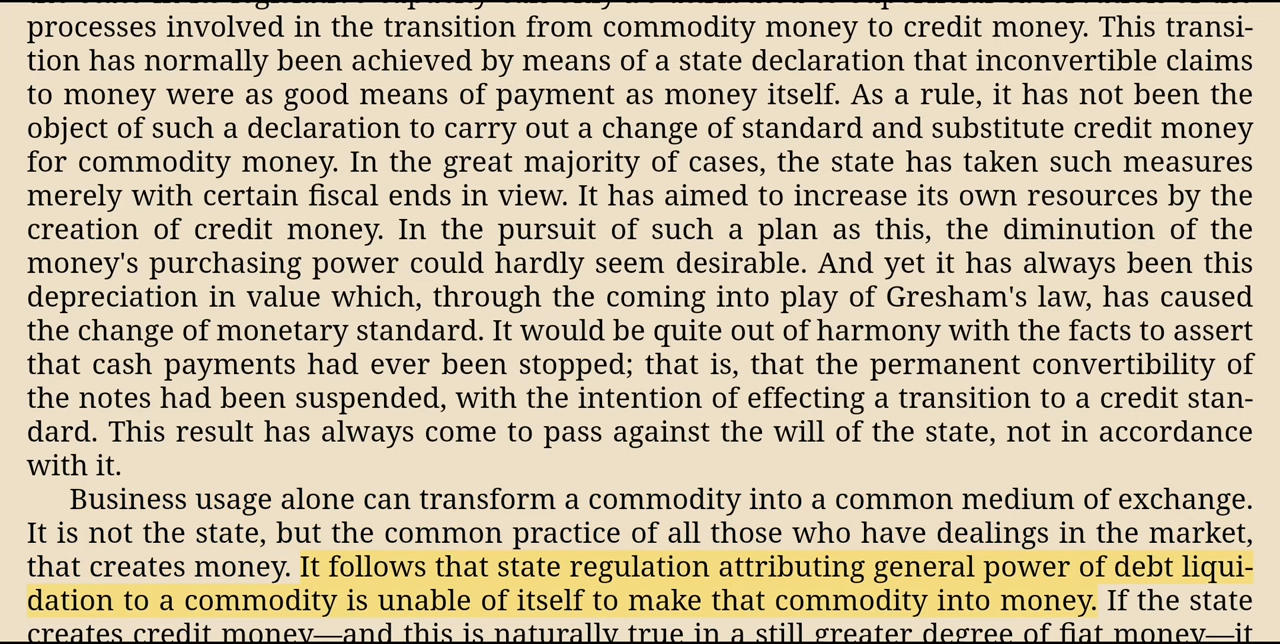 processes involved in the transition from commodity money to credit money. This transi-
tion has normally been achieved by means of a state declaration that inconvertible claims
to money were as good means of payment as money itself. As a rule, it has not been the
object of such a declaration to carry out a change of standard and substitute credit money
for commodity money. In the great majority of cases, the state has taken such measures
merely with certain fiscal ends in view. It has aimed to increase its own resources by the
creation of credit money. In the pursuit of such a plan as this, the diminution of the
money's purchasing power could hardly seem desirable. And yet it has always been this
depreciation in value which, through the coming into play of Gresham's law, has caused
the change of monetary standard. It would be quite out of harmony with the facts to assert
that cash payments had ever been stopped; that is, that the permanent convertibility of
the notes had been suspended, with the intention of effecting a transition to a credit stan-
dard. This result has always come to pass against the will of the state, not in accordance
with it.
Business usage alone can transform a commodity into a common medium of exchange.
It is not the state, but the common practice of all those who have dealings in the market,
that creates money. It follows that state regulation attributing general power of debt liqui-
dation to a commodity is unable of itself to make that commodity into money. If the state
creates credit money—and this is naturally true in a still greater degree of fiat money—it